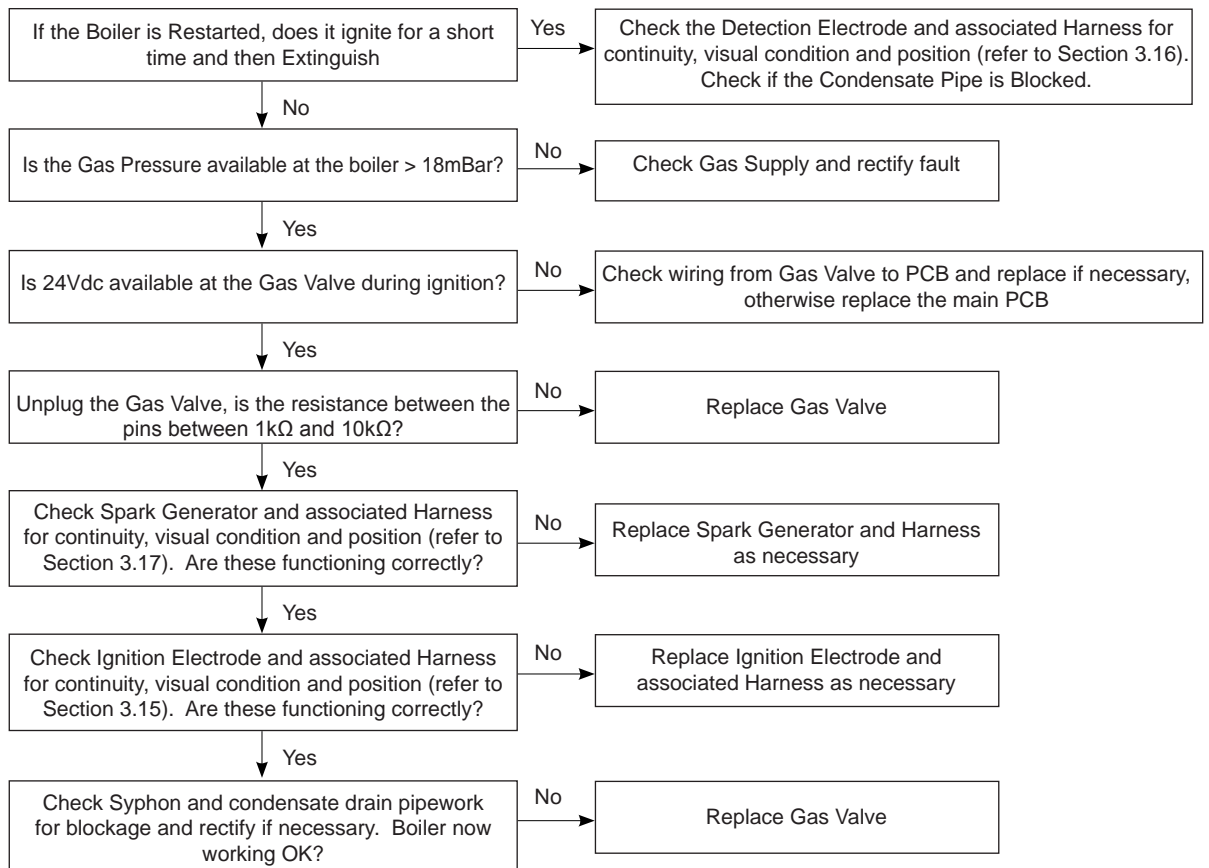 If the Boiler is Restarted, does it ignite for a short
time and then Extinguish
Yes
Check the Detection Electrode and associated Harness for
continuity, visual condition and position (refer to Section 3.16).
Check if the Condensate Pipe is Blocked.
No
Is the Gas Pressure available at the boiler > 18mBar?
No
Check Gas Supply and rectify fault
Yes
Is 24Vdc available at the Gas Valve during ignition?
No
Check wiring from Gas Valve to PCB and replace if necessary,
otherwise replace the main PCB
Yes
Unplug the Gas Valve, is the resistance between the
pins between 1kΩ and 10kΩ?
No
Replace Gas Valve
Yes
Check Spark Generator and associated Harness
for continuity, visual condition and position (refer to
Section 3.17).  Are these functioning correctly?
No
Replace Spark Generator and Harness
as necessary
Yes
Check Ignition Electrode and associated Harness
for continuity, visual condition and position (refer to
Section 3.15).  Are these functioning correctly?
No
Replace Ignition Electrode and
associated Harness as necessary
Yes
Check Syphon and condensate drain pipework
for blockage and rectify if necessary.  Boiler now
working OK?
No
Replace Gas Valve